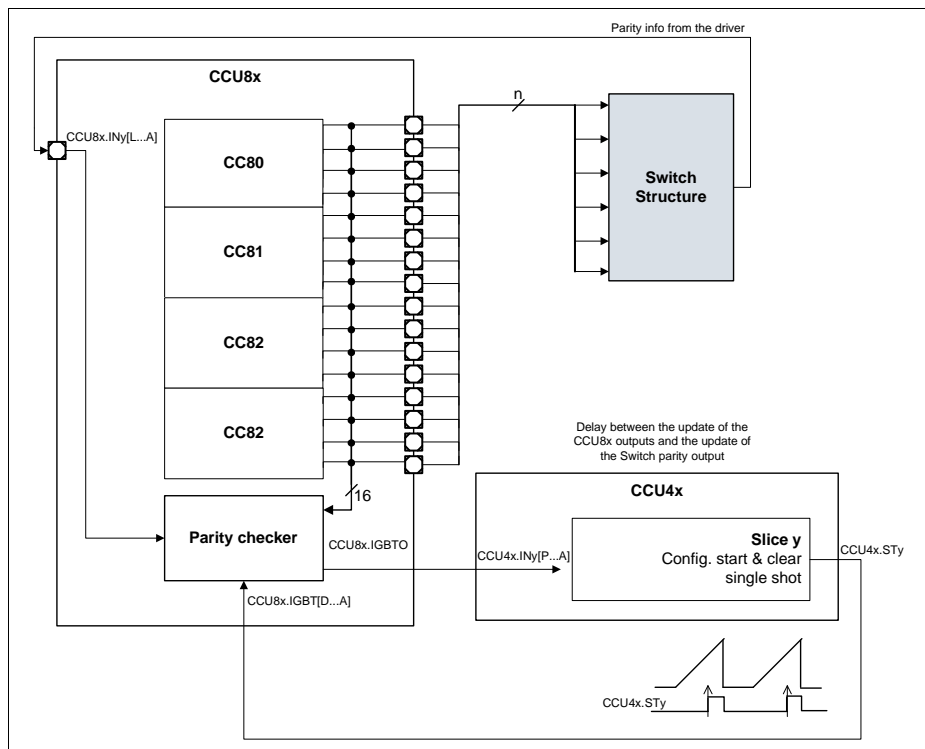 Parity info from the driver
CCU8x
n
CCU8x.INy[L...A]
CC80
Switch
Structure
CC81
CC82
CC82
Delay between the update of the
CCU8x outputs and the update of
the Switch parity output
16
CCU4x
Parity checker
CCU8x.IGBTO
CCU4x.INy[P...A]
Slice y
Config. start & clear
single shot
CCU4x.STy
CCU8x.IGBT[D...A]
CCU4x.STy